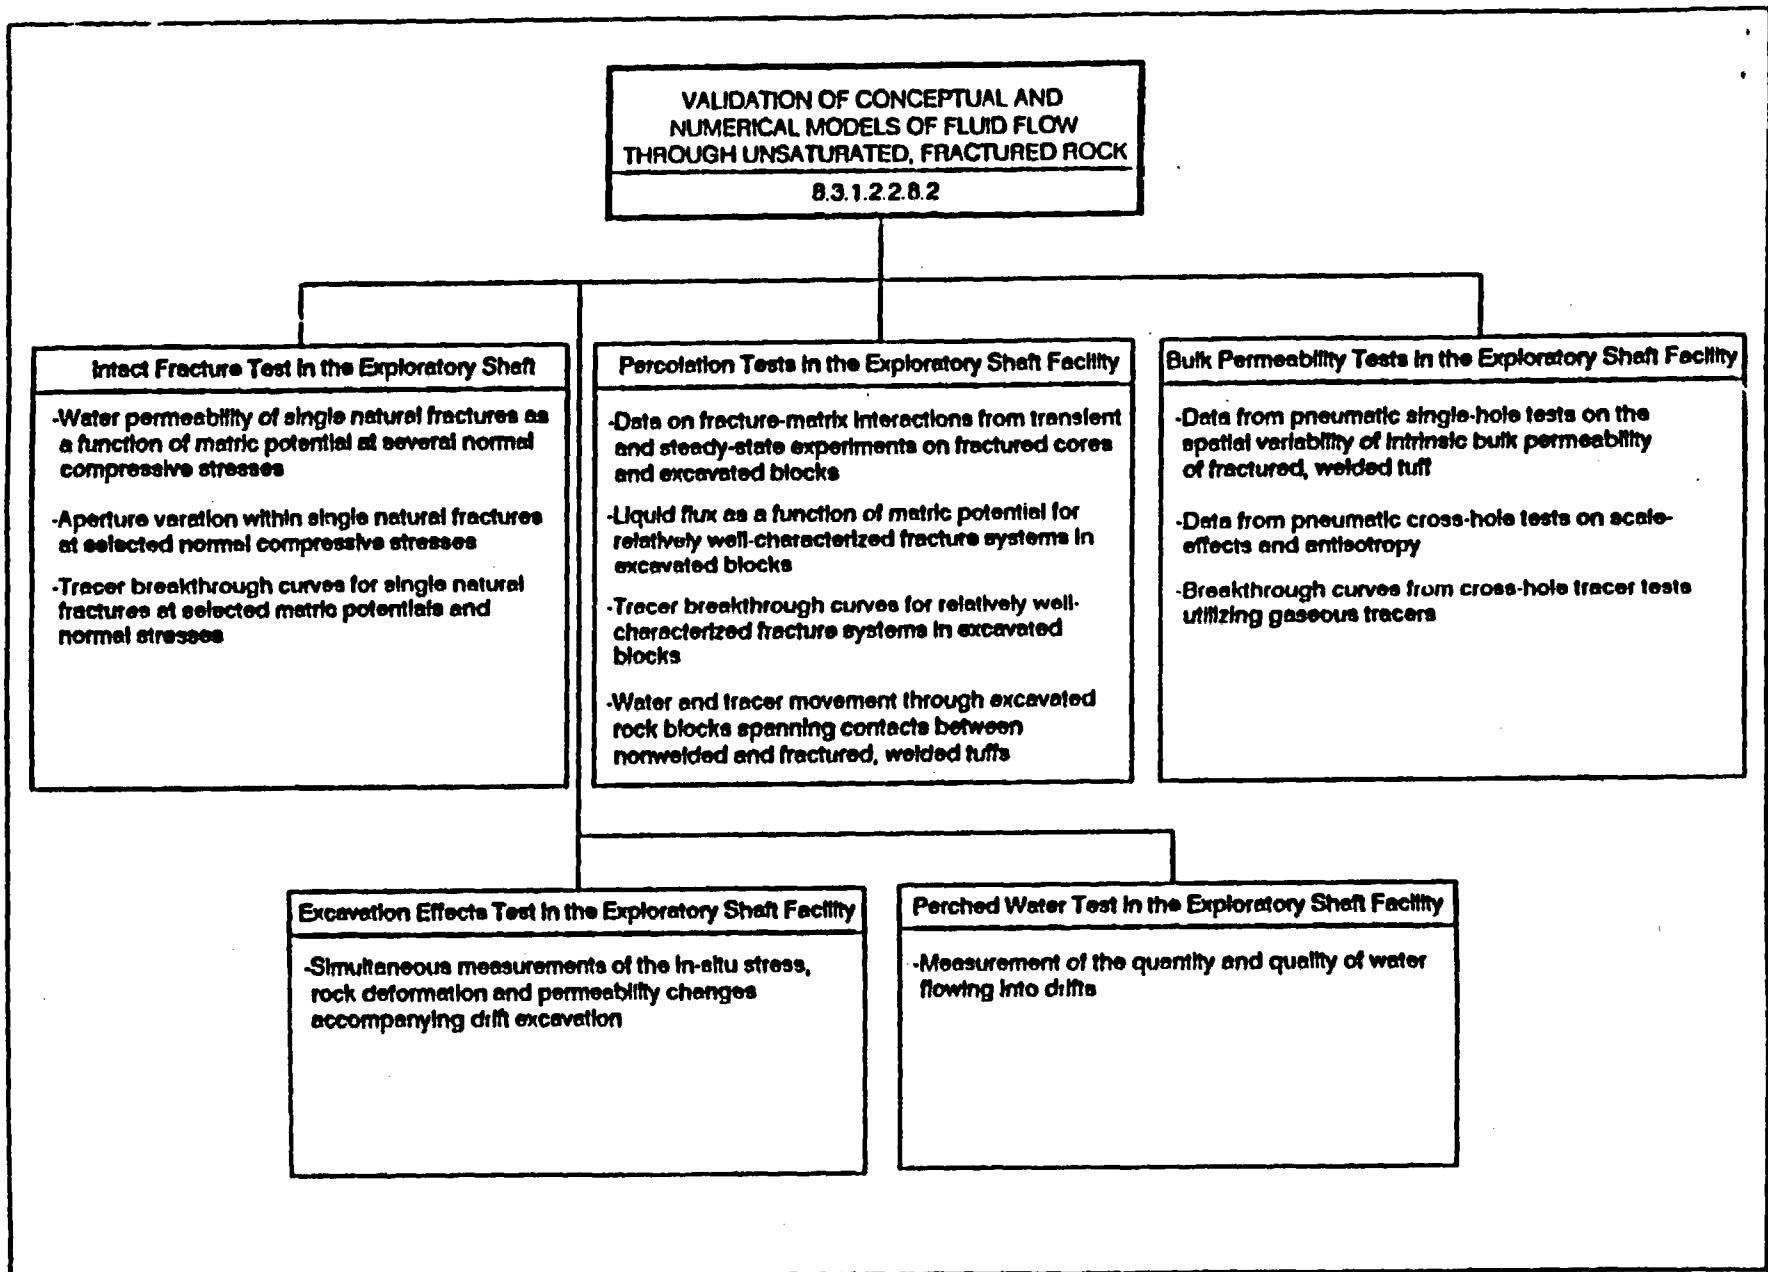 VALIDATION OF CONCEPTUAL AND
NUMERICAL MODELS OF FLUID FLOW
THROUGH UNSATURATED, FRACTURED ROCK
8.3.1.2.2.8.2
Intact Fracture Test in the Exploratory Shaft
-Water permeability of single natural fractures as
a function of matric potential at several normal
compressive stresses
-Aperture varation within single natural fractures
at selected normal compressive stresses
-Tracer breakthrough curves for single natural
fractures at selected matric potentials and
normal stresses
Percolation Tests in the Exploratory Shaft Facility
-Data on fracture-matrix interactions from transient
and steady-state experiments on fractured cores
and excavated blocks
-Liquid flux as a function of matric potential for
relatively well-characterized fracture systems in
excavated blocks
-Tracer breakthrough curves for relatively well-
characterized fracture systems in excavated
blocks
-Water and tracer movement through excavated
rock blocks spanning contacts between
nonwelded and fractured, welded tuffs
Bulk Permeability Tests in the Exploratory Shaft Facility
-Data from pneumatic single-hole tests on the
spatial variability of intrinsic bulk permeability
of fractured, welded tuff
-Data from pneumatic cross-hole tests on scale-
effects and antisotropy
-Breakthrough curves from cross-hole tracer tests
utilizing gaseous tracers
Excavation Effects Test in the Exploratory Shaft Facility
-Simultaneous measurements of the in-situ stress,
rock deformation and permeability changes
accompanying drift excavation
Perched Water Test in the Exploratory Shaft Facility
-Measurement of the quantity and quality of water
flowing into drifts